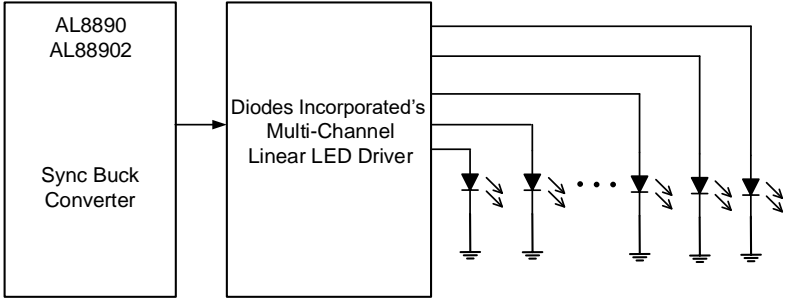 AL8890
AL88902
Sync Buck
Converter
Diodes Incorporated's
Multi-Channel
Linear LED Driver